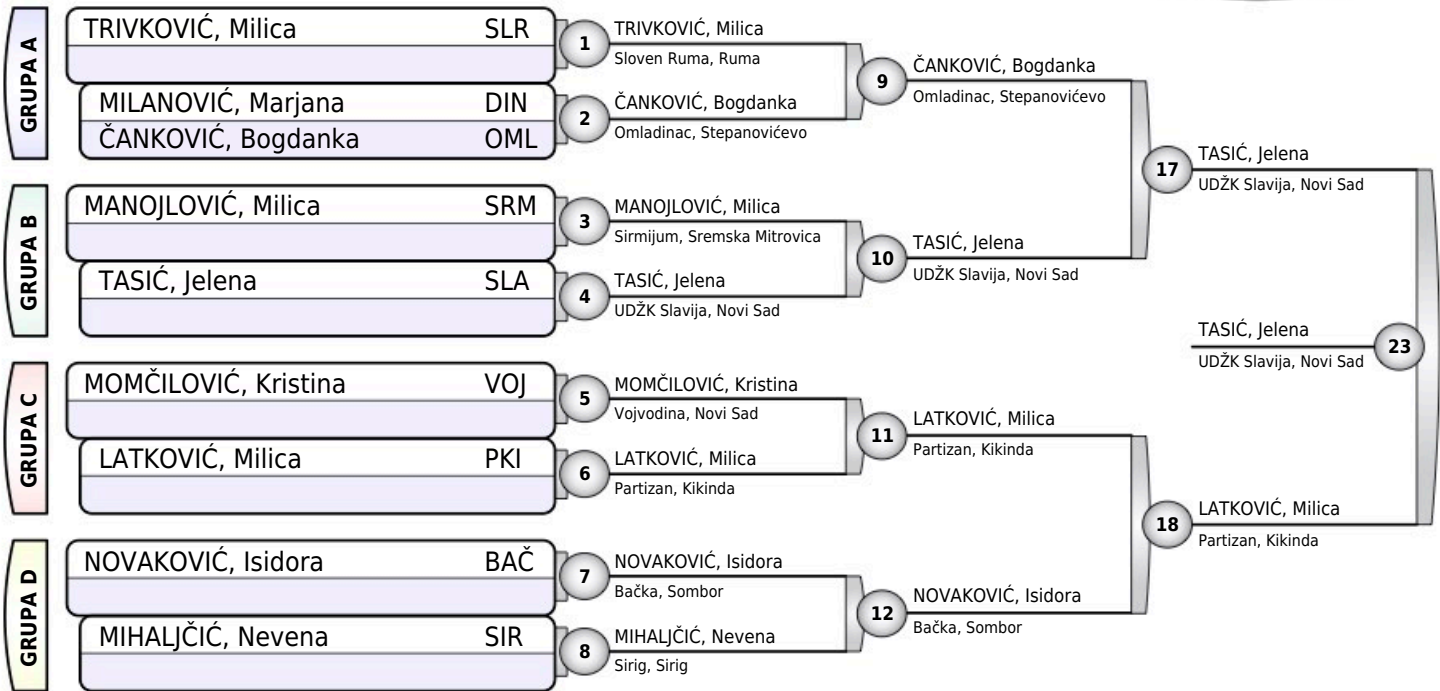 GRUPA A
TRIVKOVIĆ, Milica SLR
MILANOVIĆ, Marjana DIN
ČANKOVIĆ, Bogdanka OML
1
TRIVKOVIĆ, Milica
Sloven Ruma, Ruma
2
ČANKOVIĆ, Bogdanka
Omladinac, Stepanovićevo
9
ČANKOVIĆ, Bogdanka
Omladinac, Stepanovićevo
GRUPA B
MANOJLOVIĆ, Milica SRM
TASIĆ, Jelena SLA
3
MANOJLOVIĆ, Milica
Sirmijum, Sremska Mitrovica
4
TASIĆ, Jelena
UDŽK Slavija, Novi Sad
10
TASIĆ, Jelena
UDŽK Slavija, Novi Sad
17
TASIĆ, Jelena
UDŽK Slavija, Novi Sad
GRUPA C
MOMČILOVIĆ, Kristina VOJ
LATKOVIĆ, Milica PKI
5
MOMČILOVIĆ, Kristina
Vojvodina, Novi Sad
6
LATKOVIĆ, Milica
Partizan, Kikinda
11
LATKOVIĆ, Milica
Partizan, Kikinda
GRUPA D
NOVAKOVIĆ, Isidora BAČ
MIHALJČIĆ, Nevena SIR
7
NOVAKOVIĆ, Isidora
Bačka, Sombor
8
MIHALJČIĆ, Nevena
Sirig, Sirig
12
NOVAKOVIĆ, Isidora
Bačka, Sombor
18
LATKOVIĆ, Milica
Partizan, Kikinda
TASIĆ, Jelena
UDŽK Slavija, Novi Sad
23